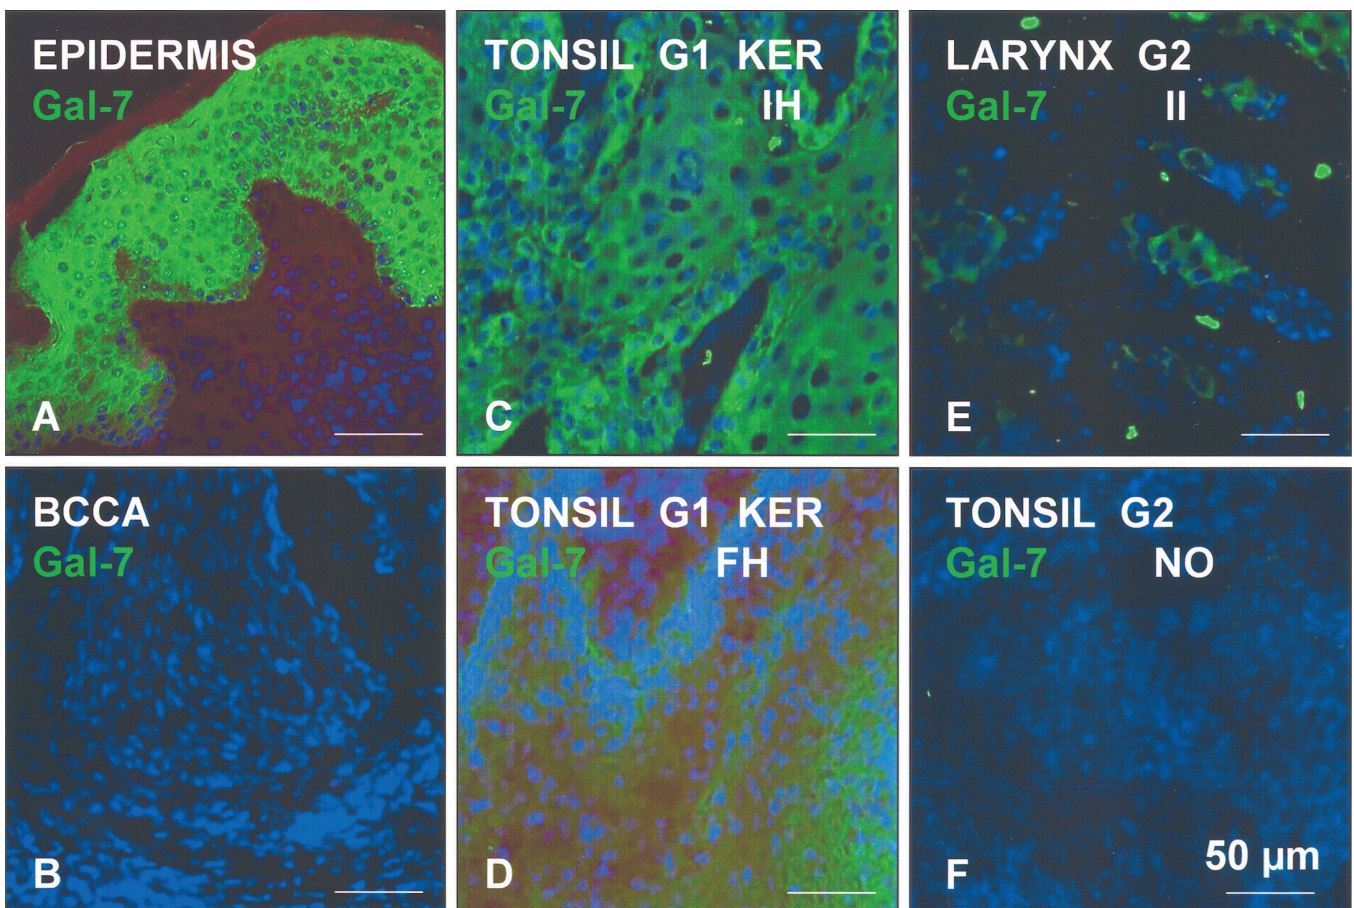 EPIDERMIS
Gal-7
A
TONSIL G1 KER
Gal-7 IH
C
LARYNX G2
Gal-7 II
E
BCCA
Gal-7
B
TONSIL G1 KER
Gal-7 FH
D
TONSIL G2
Gal-7 NO
50 µm
F